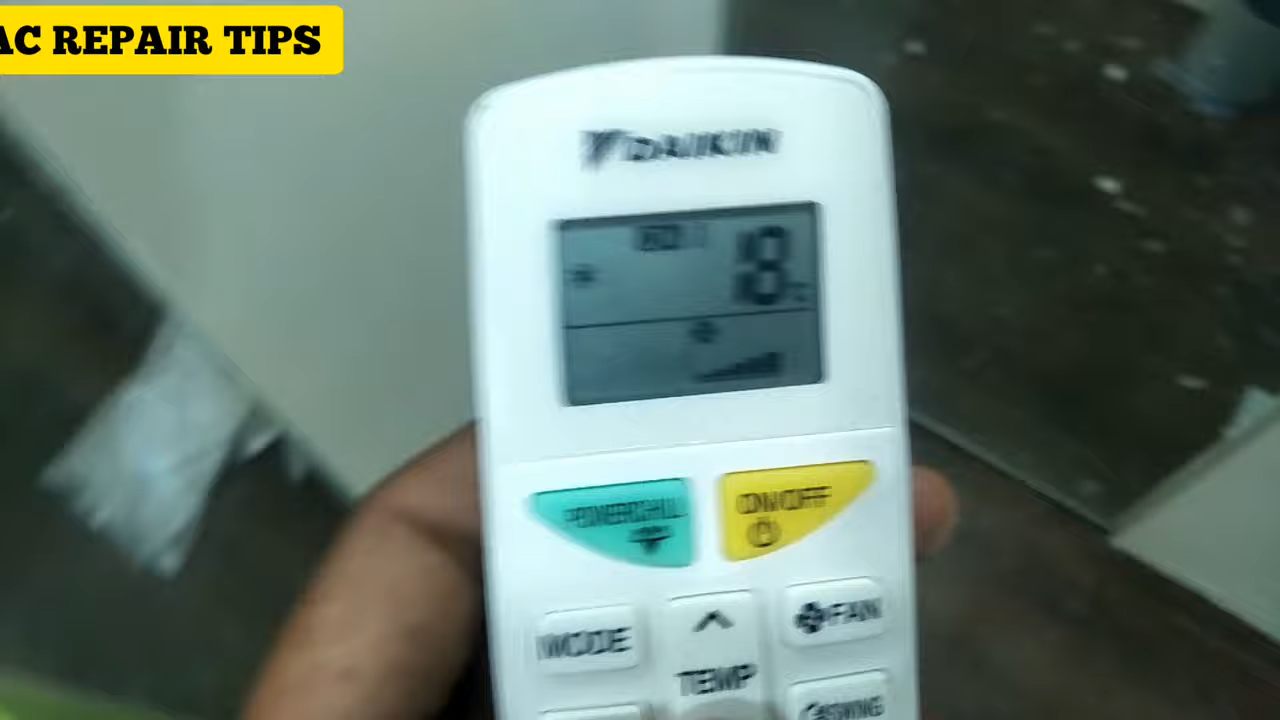 AC REPAIR TIPS
DAIKIN
18
POWERCHILL
ON/OFF
MODE
FAN
TEMP
SWING